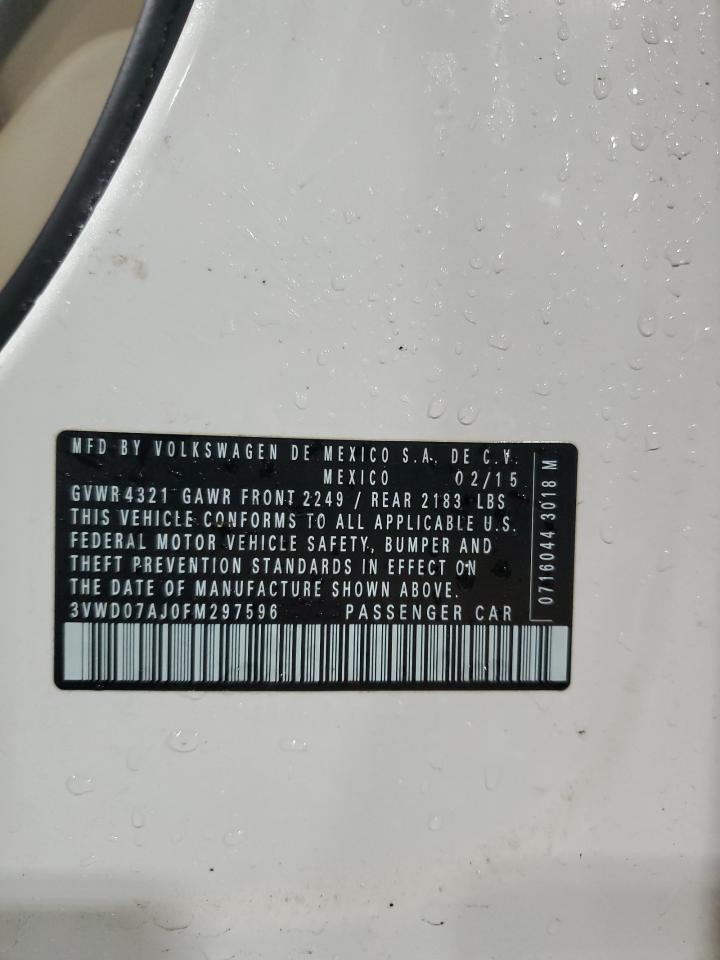 MFD BY VOLKSWAGEN DE MEXICO S.A. DE C.V.
MEXICO 02/15
GVWR 4321 GAWR FRONT 2249 / REAR 2183 LBS
THIS VEHICLE CONFORMS TO ALL APPLICABLE U.S.
FEDERAL MOTOR VEHICLE SAFETY, BUMPER AND
THEFT PREVENTION STANDARDS IN EFFECT ON
THE DATE OF MANUFACTURE SHOWN ABOVE.
3VWD07AJ0FM297596 PASSENGER CAR
0716044 3018 M